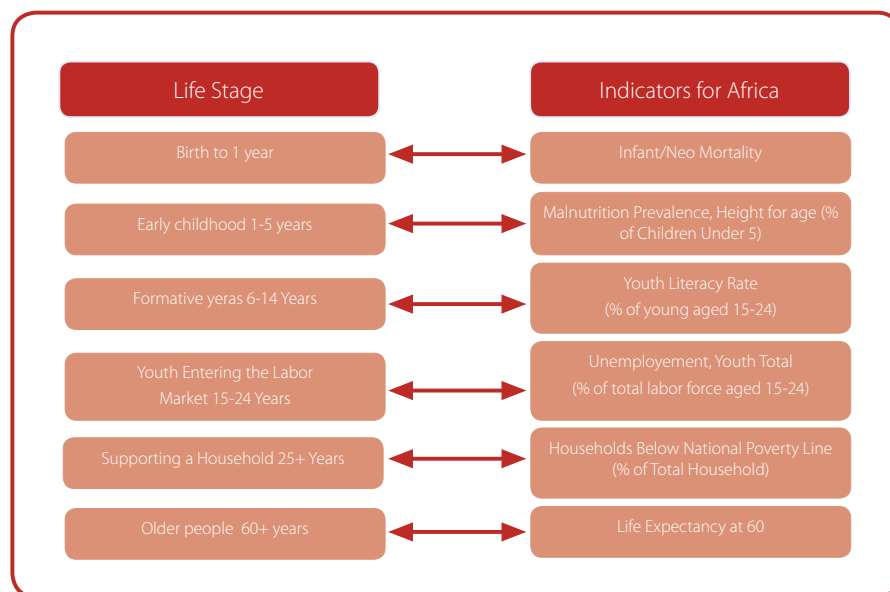 Life Stage
Indicators for Africa
Birth to 1 year
Infant/Neo Mortality
Early childhood 1-5 years
Malnutrition Prevalence, Height for age (%
of Children Under 5)
Formative yeras 6-14 Years
Youth Literacy Rate
(% of young aged 15-24)
Youth Entering the Labor
Market 15-24 Years
Unemployement, Youth Total
(% of total labor force aged 15-24)
Supporting a Household 25+ Years
Households Below National Poverty Line
(% of Total Household)
Older people 60+ years
Life Expectancy at 60